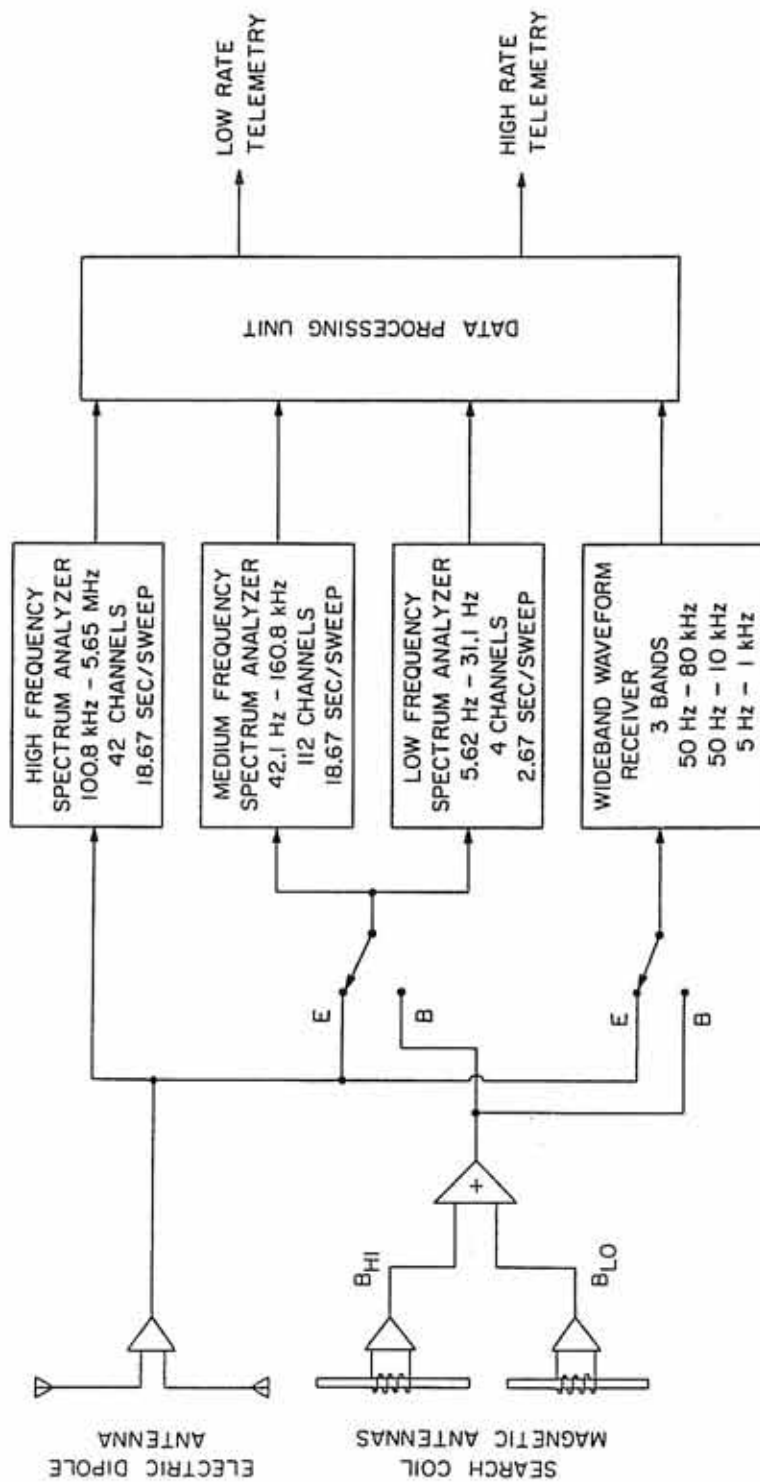 ELECTRIC DIPOLE
ANTENNA
SEARCH COIL
MAGNETIC ANTENNAS
B_HI
B_LO
+
E
B
E
B
HIGH FREQUENCY
SPECTRUM ANALYZER
100.8 kHz – 5.65 MHz
42 CHANNELS
18.67 SEC/SWEEP
MEDIUM FREQUENCY
SPECTRUM ANALYZER
42.1 Hz – 160.8 kHz
112 CHANNELS
18.67 SEC/SWEEP
LOW FREQUENCY
SPECTRUM ANALYZER
5.62 Hz – 31.1 Hz
4 CHANNELS
2.67 SEC/SWEEP
WIDEBAND WAVEFORM
RECEIVER
3 BANDS
50 Hz – 80 kHz
50 Hz – 10 kHz
5 Hz – 1 kHz
DATA PROCESSING UNIT
LOW RATE
TELEMETRY
HIGH RATE
TELEMETRY